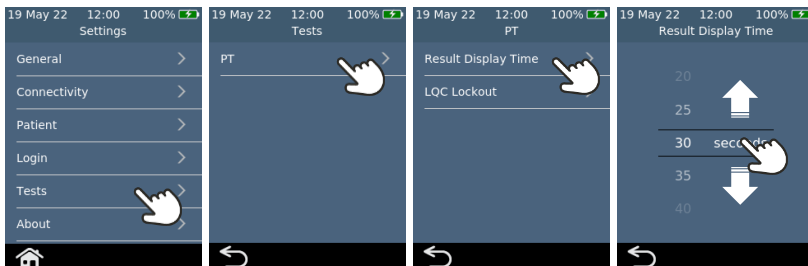 19 May 22 12:00 100%
Settings
General
Connectivity
Patient
Login
Tests
About
19 May 22 12:00 100%
Tests
PT
19 May 22 12:00 100%
PT
Result Display Time
LQC Lockout
19 May 22 12:00 100%
Result Display Time
20
25
30 seconds
35
40